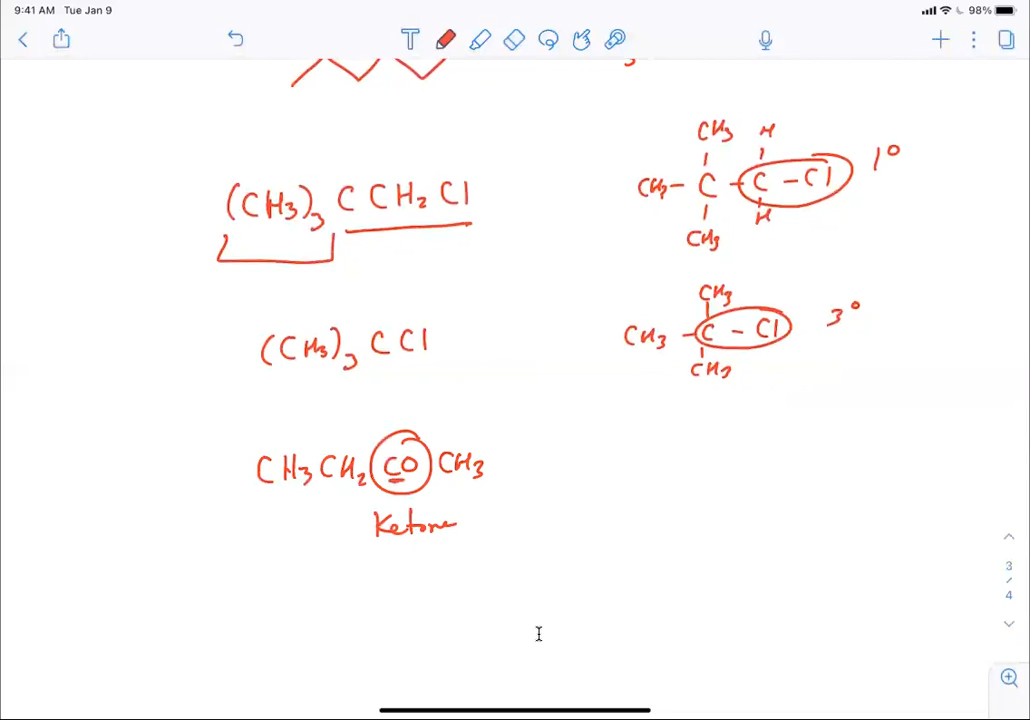 9:41 AM Tue Jan 9
98%
T
CH3 H
(CH3)3 C CH2 Cl
CH3 - C - C - Cl 1°
H
CH3
CH3
(CH3)3 C Cl
CH3 - C - Cl 3°
CH3
CH3 CH2 CO CH3
Ketone
3
/
4